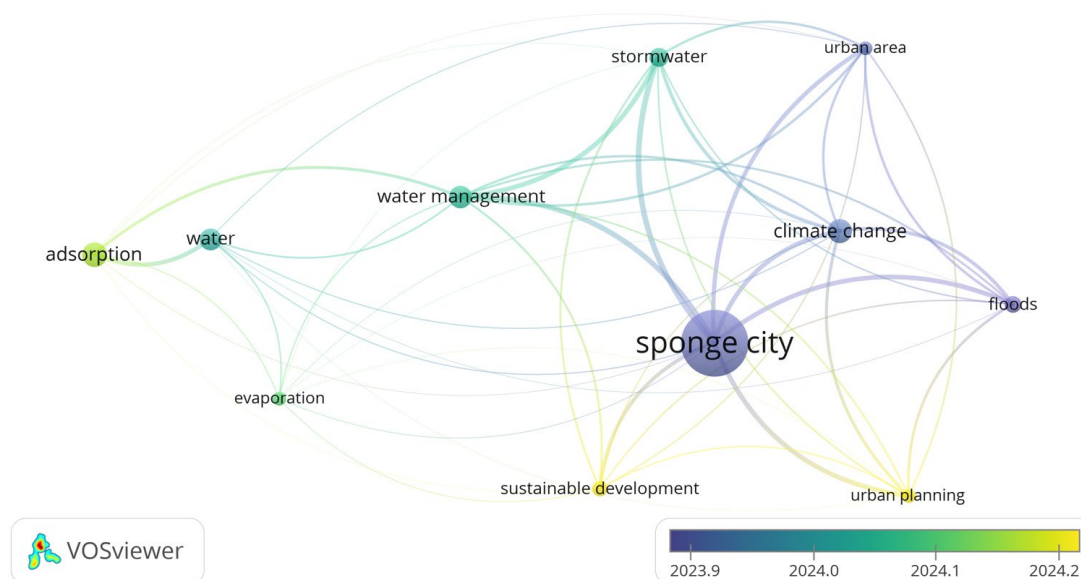 stormwater
urban area
water management
climate change
water
adsorption
floods
sponge city
evaporation
sustainable development
urban planning
VOSviewer
2023.9
2024.0
2024.1
2024.2